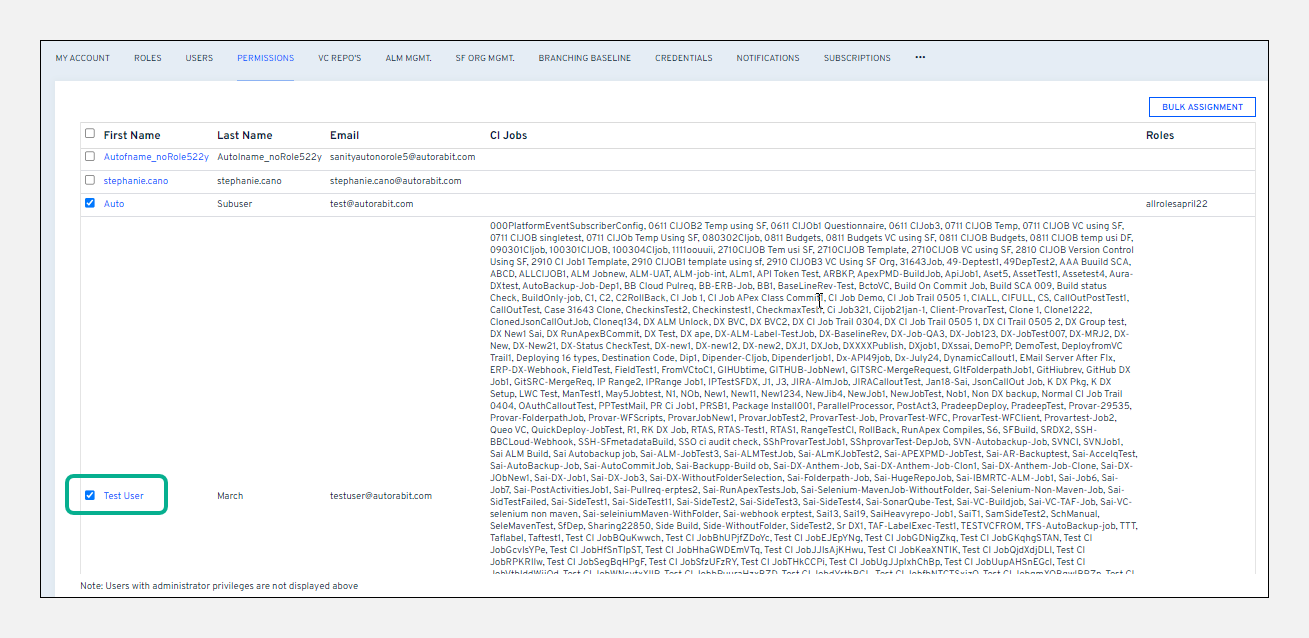 MY ACCOUNT ROLES USERS PERMISSIONS VC REPO'S ALM MGMT. SF ORG MGMT. BRANCHING BASELINE CREDENTIALS NOTIFICATIONS SUBSCRIPTIONS •••
BULK ASSIGNMENT
First Name Last Name Email CI Jobs Roles
Autofname_noRole522y Autolname_noRole522y sanityautonorole5@autorabit.com
stephanie.cano stephanie.cano stephanie.cano@autorabit.com
Auto Subuser test@autorabit.com allrolesapril22
000PlatformEventSubscriberConfig, 0611 CIJOB2 Temp using SF, 0611 CIJOb1 Questionnaire, 0611 CIJob3, 0711 CIJOB Temp, 0711 CIJOB VC using SF,
0711 CIJOB singletest, 0711 CIJOb Temp Using SF, 080302CIjob, 0811 Budgets, 0811 Budgets VC using SF, 0811 CIJOB Budgets, 0811 CIJOB temp usi DF,
090301CIjob, 100301CIJOB, 100304CIjob, 1111oouuii, 2710CIJOB Tem usi SF, 2710CIJOB Template, 2710CIJOB VC using SF, 2810 CIJOB Version Control
Using SF, 2910 CI Job1 Template, 2910 CIJOB1 template using sf, 2910 CIJOB3 VC Using SF Org, 31643Job, 49-Deptest1, 49DepTest2, AAA Buuild SCA,
ABCD, ALLCIJOB1, ALM Jobnew, ALM-UAT, ALM-job-int, ALm1, API Token Test, ARBKP, ApexPMD-BuildJob, ApiJob1, Aset5, AssetTest1, Assetest4, Aura-
DXtest, AutoBackup-Job-Dep1, BB Cloud Pulreq, BB-ERB-Job, BB1, BaseLineRev-Test, BctoVC, Build On Commit Job, Build SCA 009, Build status
Check, BuildOnly-job, C1, C2, C2RollBack, CI Job 1, CI Job APex Class Commit, CI Job Demo, CI Job Trail 0505 1, CIALL, CIFULL, CS, CallOutPostTest1,
CallOutTest, Case 31643 Clone, CheckinsTest2, Checkinstest1, CheckmaxTest1, Ci Job321, Cijob21jan-1, Client-ProvarTest, Clone 1, Clone1222,
ClonedJsonCallOutJob, Cloneq134, DX ALM Unlock, DX BVC, DX BVC2, DX CI Job Trail 0304, DX CI Job Trail 0505 1, DX CI Trail 0505 2, DX Group test,
DX New1 Sai, DX RunApexBCommit, DX Test, DX ape, DX-ALM-Label-TestJob, DX-BaselineRev, DX-Job-QA3, DX-Job123, DX-JobTest007, DX-MRJ2, DX-
New, DX-New21, DX-Status CheckTest, DX-new1, DX-new12, DX-new2, DXJ1, DXJob, DXXXXPublish, DXjob1, DXssai, DemoPP, DemoTest, DeployfromVC
Trail1, Deploying 16 types, Destination Code, Dip1, Dipender-CIjob, Dipender1job1, Dx-API49job, Dx-July24, DynamicCallout1, EMail Server After FIx,
ERP-DX-Webhook, FieldTest, FieldTest1, FromVCtoC1, GIHUbtime, GITHUB-JobNew1, GITSRC-MergeRequest, GItFolderpathJob1, GitHiubrev, GitHub DX
Job1, GitSRC-MergeReq, IP Range2, IPRange Job1, IPTestSFDX, J1, J3, JIRA-AlmJob, JIRACalloutTest, Jan18-Sai, JsonCallOut Job, K DX Pkg, K DX
Setup, LWC Test, ManTest1, May5Jobtest, N1, NOb, New1, New11, New1234, NewJib4, NewJob1, NewJobTest, Nob1, Non DX backup, Normal CI Job Trail
0404, OAuthCalloutTest, PPTestMail, PR Ci Job1, PRSB1, Package Install001, ParallelProcessor, PostAct3, PradeepDeploy, PradeepTest, Provar-29535,
Provar-FolderpathJob, Provar-WFScripts, ProvarJobNew1, ProvarJobTest2, ProvarTest-Job, ProvarTest-WFC, ProvarTest-WFClient, Provartest-Job2,
Queo VC, QuickDeploy-JobTest, R1, RK DX Job, RTAS, RTAS-Test1, RTAS1, RangeTestCI, RollBack, RunApex Compiles, S6, SFBuild, SRDX2, SSH-
BBCLoud-Webhook, SSH-SFmetadataBuild, SSO ci audit check, SShProvarTestJob1, SShprovarTest-DepJob, SVN-Autobackup-Job, SVNCI, SVNJob1,
Sai ALM Build, Sai Autobackup job, Sai-ALM-JobTest3, Sai-ALMTestJob, Sai-ALmKJobTest2, Sai-APEXPMD-JobTest, Sai-AR-Backuptest, Sai-AccelqTest,
Sai-AutoBackup-Job, Sai-AutoCommitJob, Sai-Backupp-Build ob, Sai-DX-Anthem-Job, Sai-DX-Anthem-Job-Clon1, Sai-DX-Anthem-Job-Clone, Sai-DX-
JObNew1, Sai-DX-Job1, Sai-DX-Job3, Sai-DX-WithoutFolderSelection, Sai-Folderpath-Job, Sai-HugeRepoJob, Sai-IBMRTC-ALM-Job1, Sai-Job6, Sai-
Job7, Sai-PostActivitiesJob1, Sai-Pullreq-erptes2, Sai-RunApexTestsJob, Sai-Selenium-MavenJob-WithoutFolder, Sai-Selenium-Non-Maven-Job, Sai-
SidTestFailed, Sai-SideTest1, Sai-SideTest11, Sai-SideTest2, Sai-SideTest3, Sai-SideTest4, Sai-SonarQube-Test, Sai-VC-Buildjob, Sai-VC-TAF-Job, Sai-VC-
selenium non maven, Sai-seleiniumMaven-WithFolder, Sai-webhook erptest, Sai13, Sai19, SaiHeavyrepo-Job1, SaiT1, SamSideTest2, SchManual,
SeleMavenTest, SfDep, Sharing22850, Side Build, Side-WithoutFolder, SideTest2, Sr DX1, TAF-LabelExec-Test1, TESTVCFROM, TFS-AutoBackup-job, TTT,
Test User March testuser@autorabit.com
Taflabel, Taftest1, Test CI JobBQuKwwch, Test CI JobBhUPjfZDoYc, Test CI JobEJEpYNg, Test CI JobGDNigZkq, Test CI JobGKqhgSTAN, Test CI
JobGcvIsYPe, Test CI JobHfSnTIpST, Test CI JobHhaGWDEmVTq, Test CI JobJJIsAjKHwu, Test CI JobKeaXNTIK, Test CI JobQjdXdjDLI, Test CI
JobRPKRIIw, Test CI JobSegBqHPgF, Test CI JobSfzUFzRY, Test CI JobTHkCCPi, Test CI JobUgJJpIxhChBp, Test CI JobUupAHSnEGcI, Test CI
Note: Users with administrator privileges are not displayed above